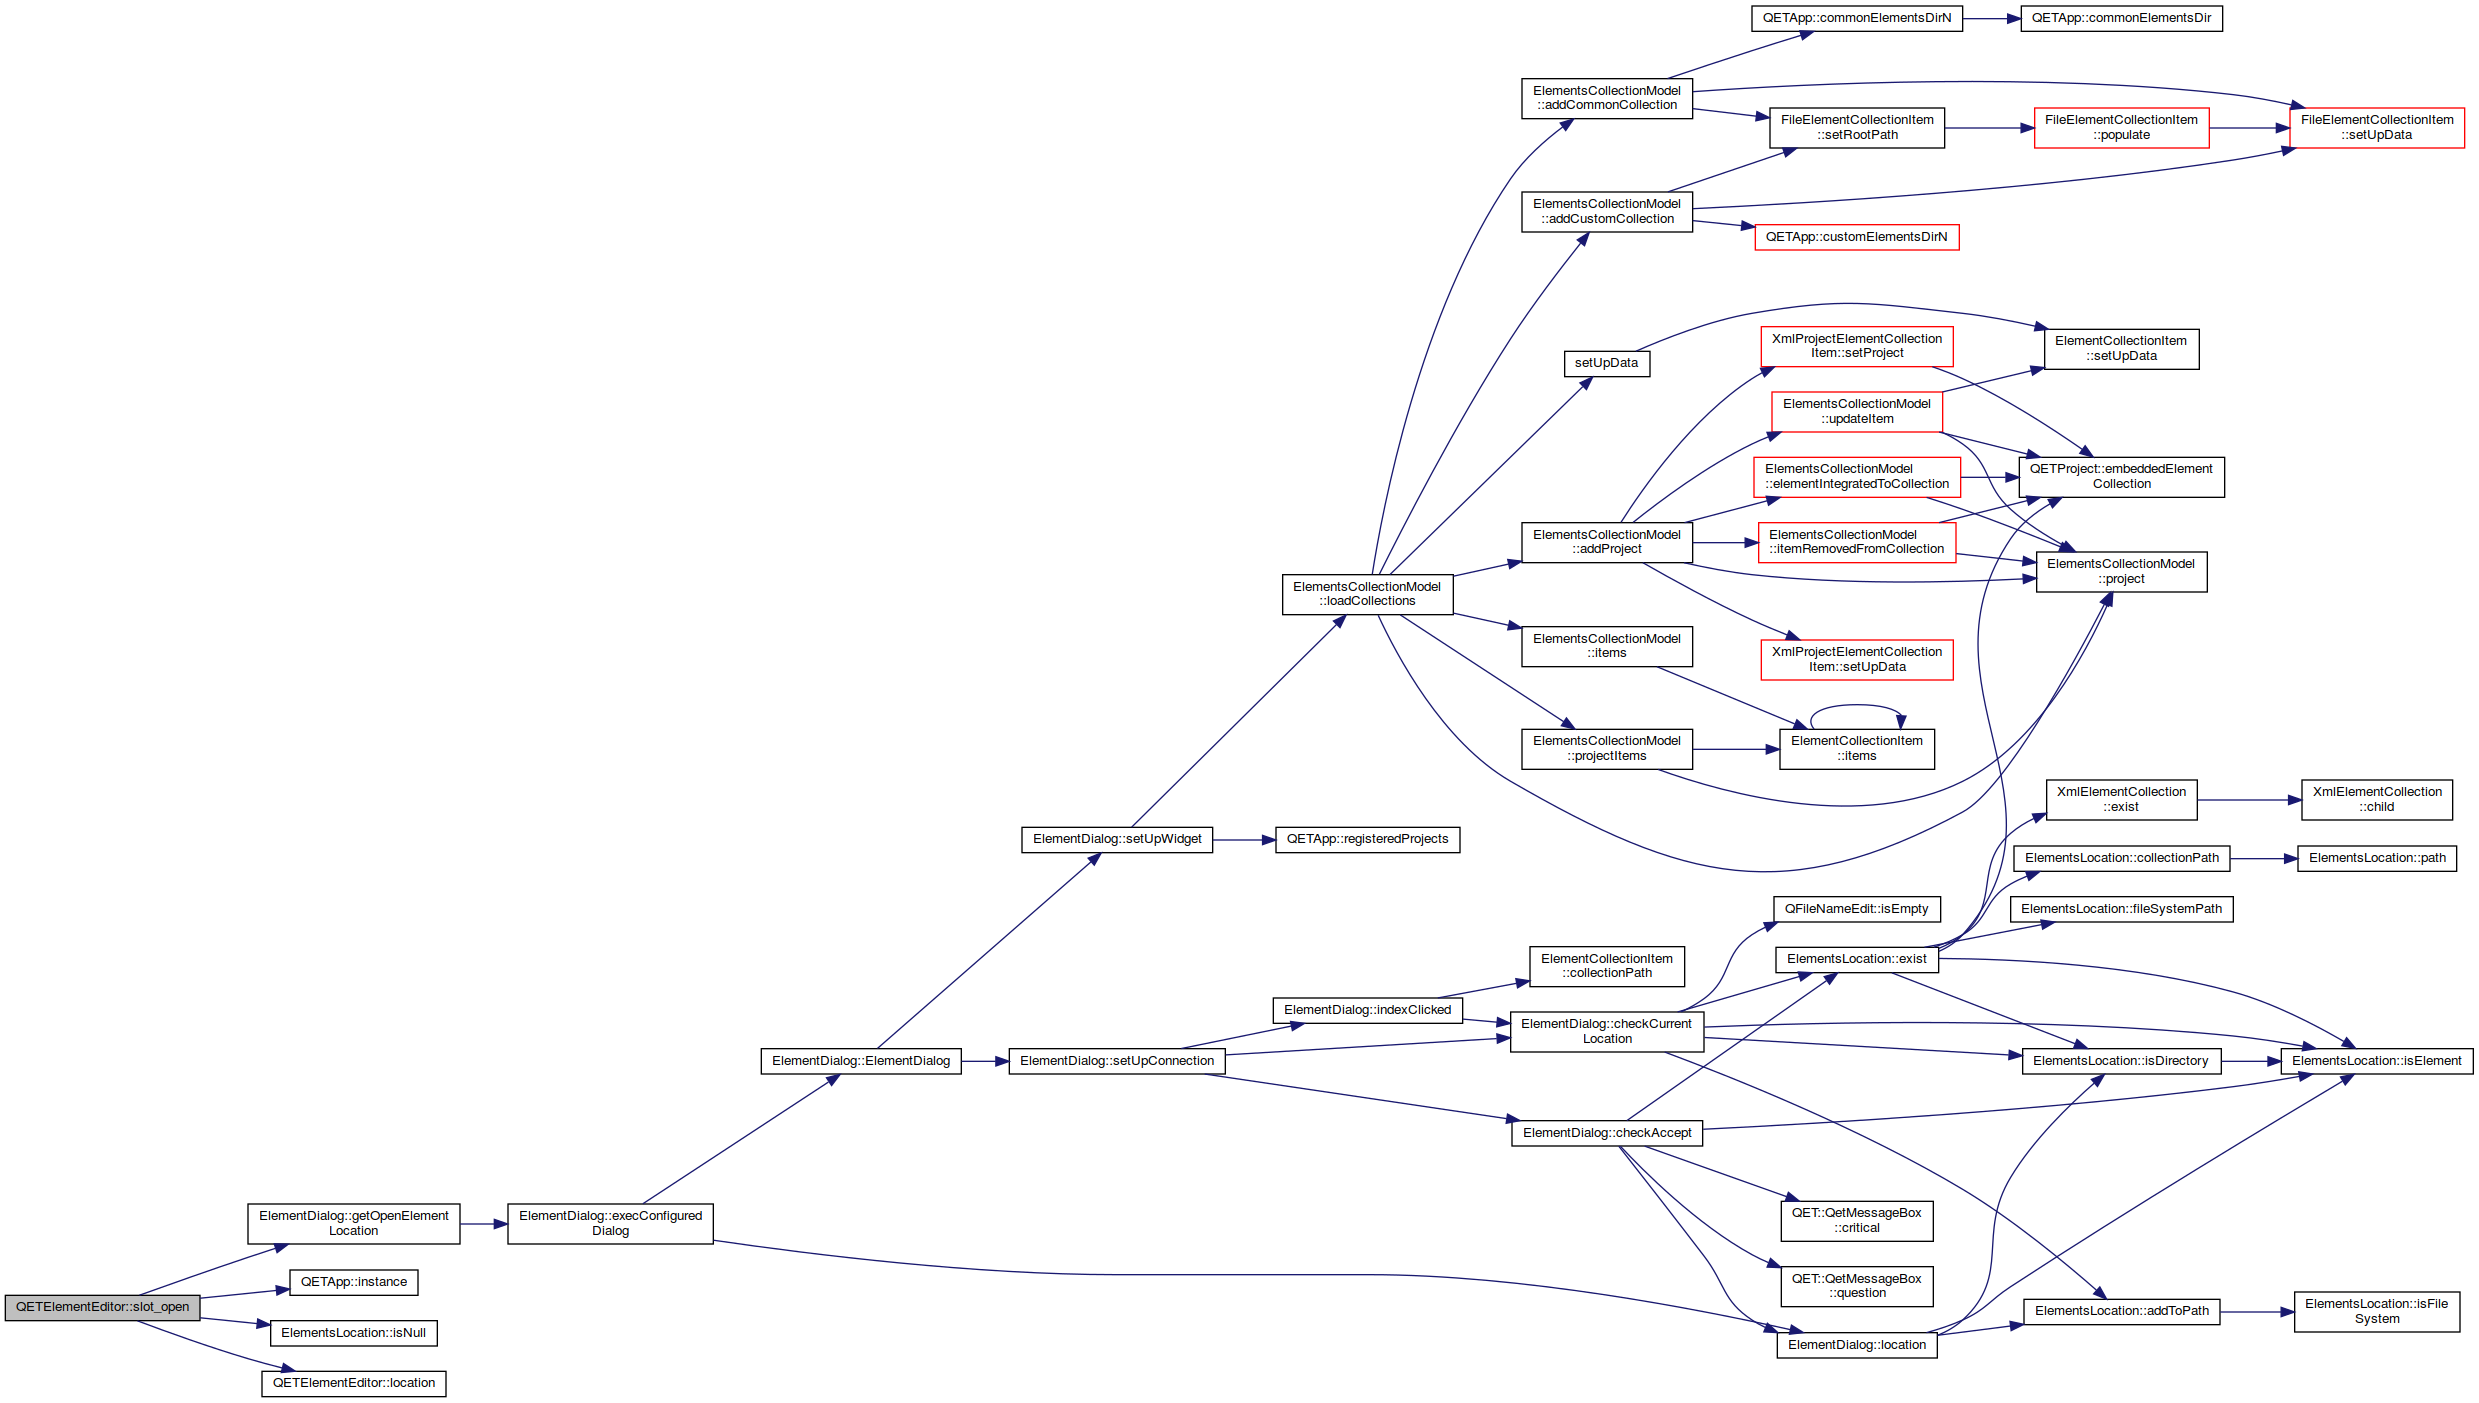 QETApp::commonElementsDirN
QETApp::commonElementsDir
ElementsCollectionModel
::addCommonCollection
FileElementCollectionItem
::setRootPath
FileElementCollectionItem
::populate
FileElementCollectionItem
::setUpData
ElementsCollectionModel
::addCustomCollection
QETApp::customElementsDirN
setUpData
XmlProjectElementCollection
Item::setProject
ElementCollectionItem
::setUpData
ElementsCollectionModel
::updateItem
ElementsCollectionModel
::elementIntegratedToCollection
QETProject::embeddedElement
Collection
ElementsCollectionModel
::addProject
ElementsCollectionModel
::itemRemovedFromCollection
ElementsCollectionModel
::project
ElementsCollectionModel
::loadCollections
ElementsCollectionModel
::items
XmlProjectElementCollection
Item::setUpData
ElementsCollectionModel
::projectItems
ElementCollectionItem
::items
XmlElementCollection
::exist
XmlElementCollection
::child
ElementDialog::setUpWidget
QETApp::registeredProjects
ElementsLocation::collectionPath
ElementsLocation::path
QFileNameEdit::isEmpty
ElementsLocation::fileSystemPath
ElementCollectionItem
::collectionPath
ElementsLocation::exist
ElementDialog::indexClicked
ElementDialog::checkCurrent
Location
ElementDialog::ElementDialog
ElementDialog::setUpConnection
ElementsLocation::isDirectory
ElementsLocation::isElement
ElementDialog::checkAccept
ElementDialog::getOpenElement
Location
ElementDialog::execConfigured
Dialog
QET::QetMessageBox
::critical
QETApp::instance
QET::QetMessageBox
::question
QETElementEditor::slot_open
ElementsLocation::addToPath
ElementsLocation::isFile
System
ElementsLocation::isNull
ElementDialog::location
QETElementEditor::location